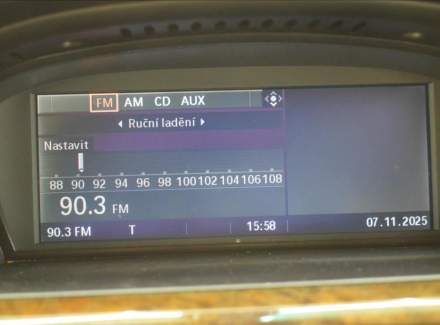 FM AM CD AUX
Ruční ladění
Nastavit
88 90 92 94 96 98 100 102 104 106 108
90.3 FM
90.3 FM T 15:58 07.11.2025